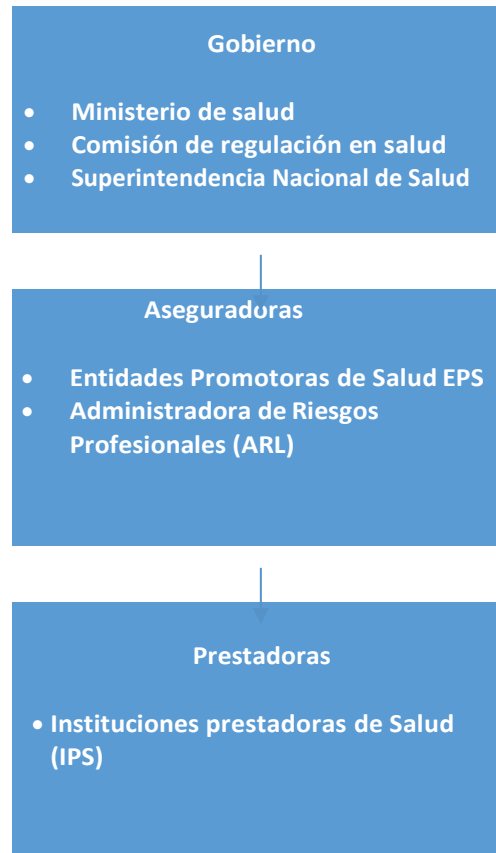 Gobierno
• Ministerio de salud
• Comisión de regulación en salud
• Superintendencia Nacional de Salud
Aseguradoras
• Entidades Promotoras de Salud EPS
• Administradora de Riesgos
Profesionales (ARL)
Prestadoras
• Instituciones prestadoras de Salud
(IPS)